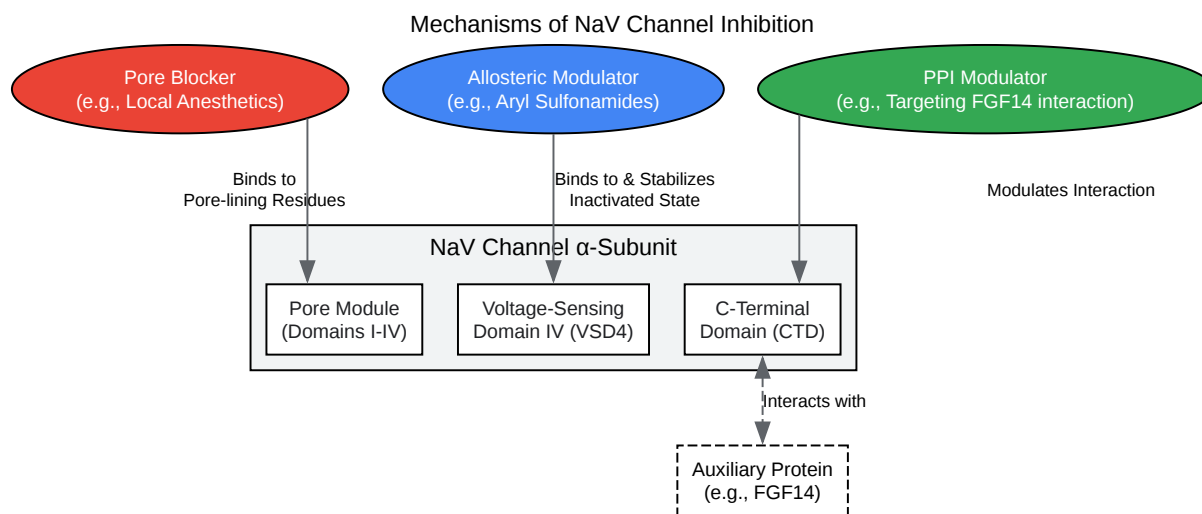 Mechanisms of NaV Channel Inhibition
Pore Blocker
(e.g., Local Anesthetics)
Allosteric Modulator
(e.g., Aryl Sulfonamides)
PPI Modulator
(e.g., Targeting FGF14 interaction)
Binds to
Pore-lining Residues
Binds to & Stabilizes
Inactivated State
Modulates Interaction
NaV Channel α-Subunit
Pore Module
(Domains I-IV)
Voltage-Sensing
Domain IV (VSD4)
C-Terminal
Domain (CTD)
Interacts with
Auxiliary Protein
(e.g., FGF14)